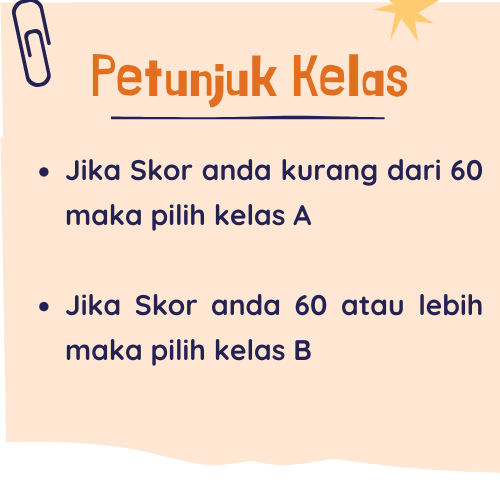 Petunjuk Kelas
• Jika Skor anda kurang dari 60
maka pilih kelas A
• Jika Skor anda 60 atau lebih
maka pilih kelas B